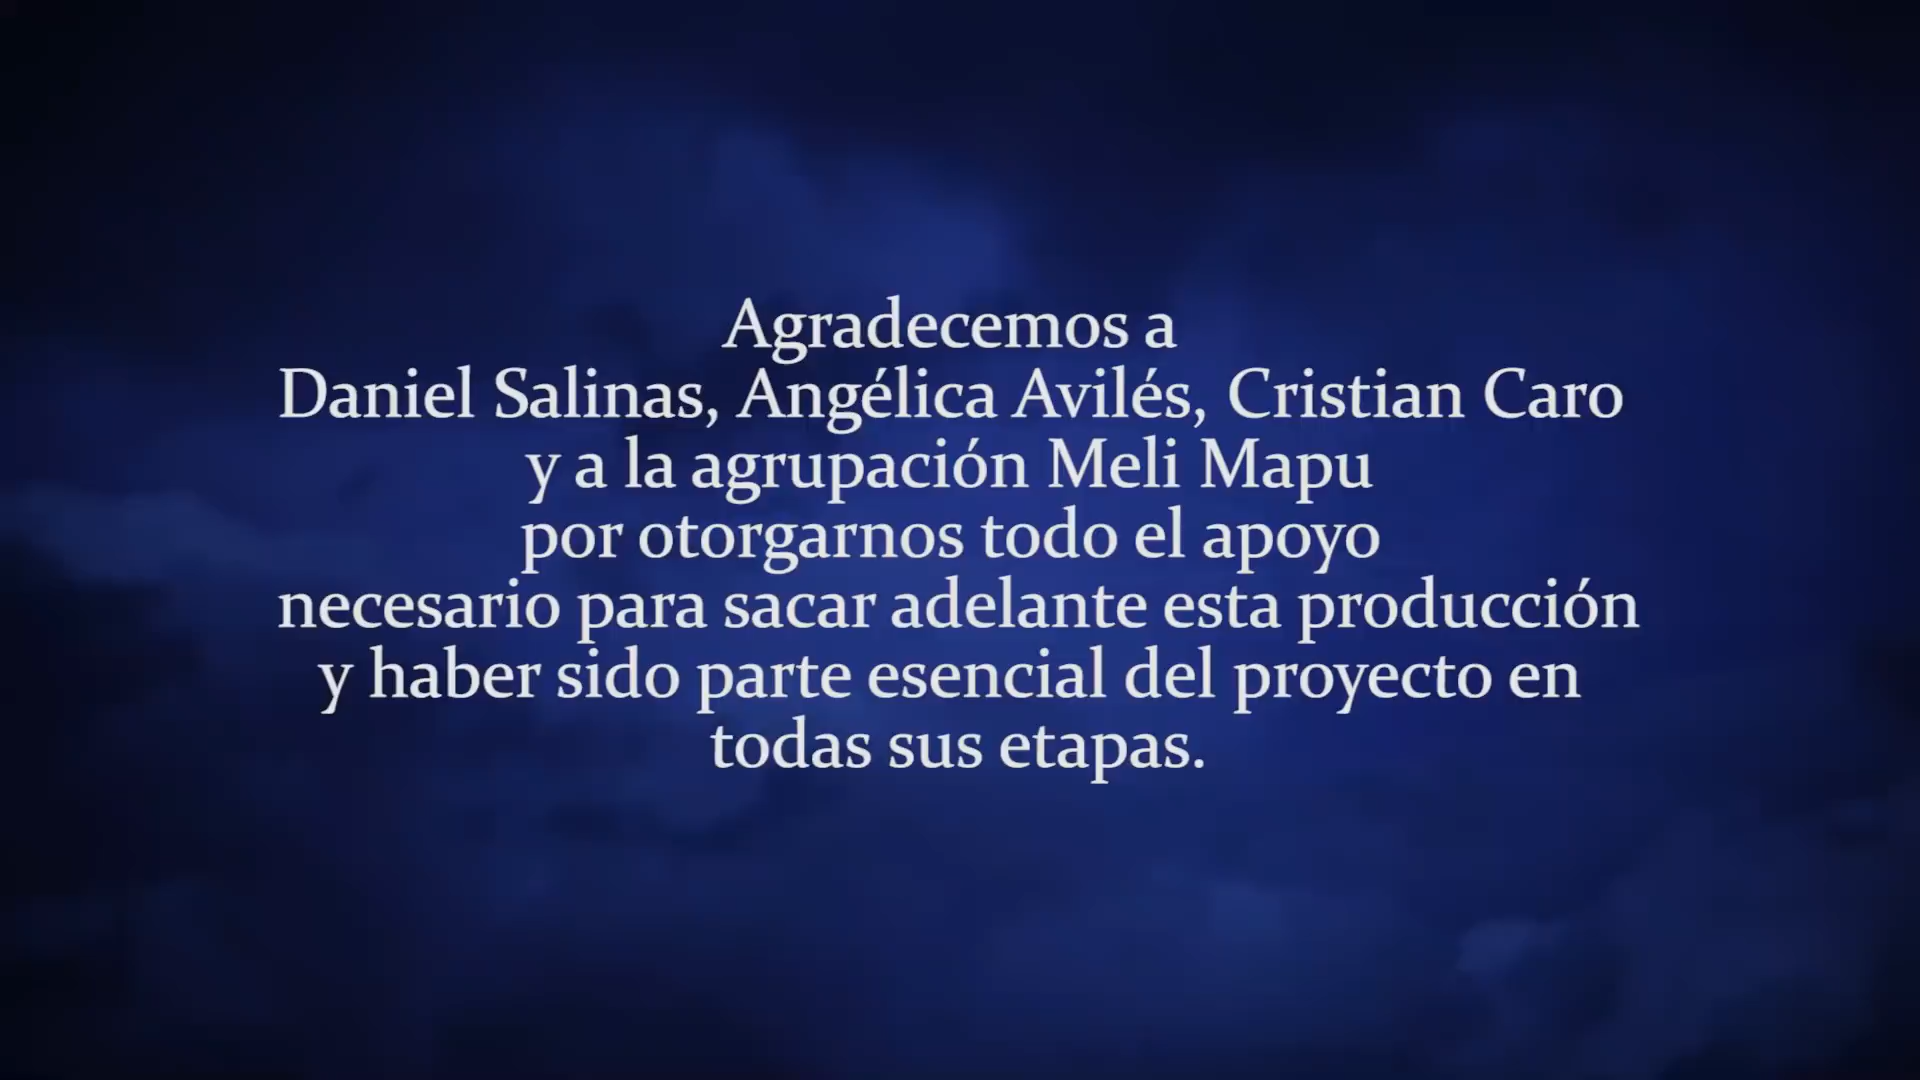 Agradecemos a
Daniel Salinas, Angélica Avilés, Cristian Caro
y a la agrupación Meli Mapu
por otorgarnos todo el apoyo
necesario para sacar adelante esta producción
y haber sido parte esencial del proyecto en
todas sus etapas.